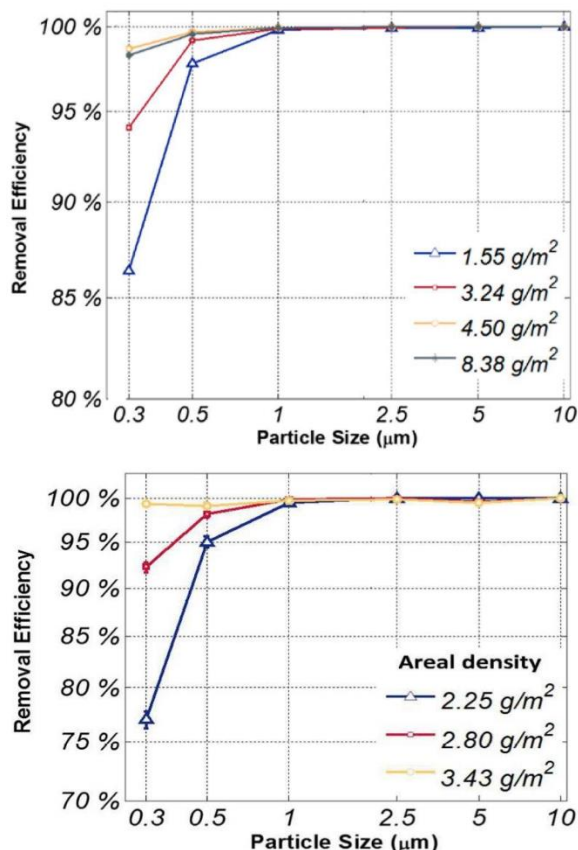 100 %
95 %
90 %
85 %
80 %
Removal Efficiency
1.55 g/m²
3.24 g/m²
4.50 g/m²
8.38 g/m²
0.3 0.5 1 2.5 5 10
Particle Size (μm)
100 %
95 %
90 %
85 %
80 %
75 %
70 %
Removal Efficiency
Areal density
2.25 g/m²
2.80 g/m²
3.43 g/m²
0.3 0.5 1 2.5 5 10
Particle Size (μm)